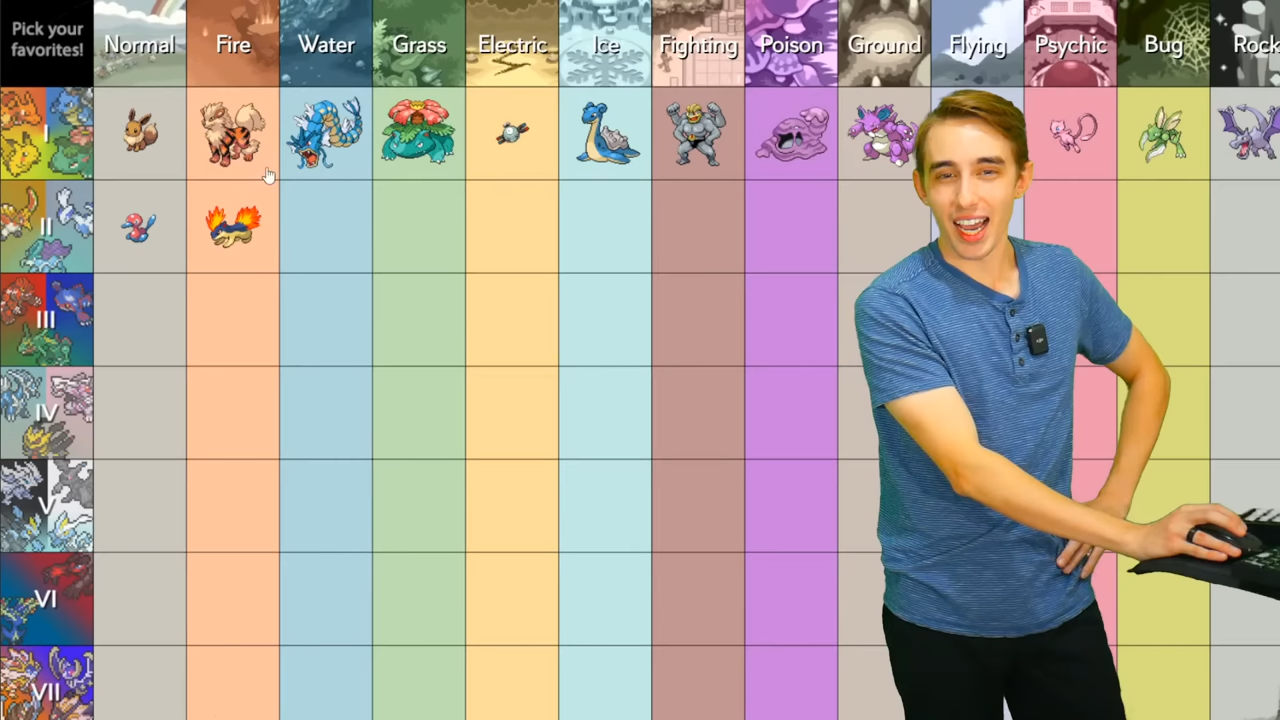 Pick your
favorites!
Normal
Fire
Water
Grass
Electric
Ice
Fighting
Poison
Ground
Flying
Psychic
Bug
Rock
I
II
III
IV
V
VI
VII